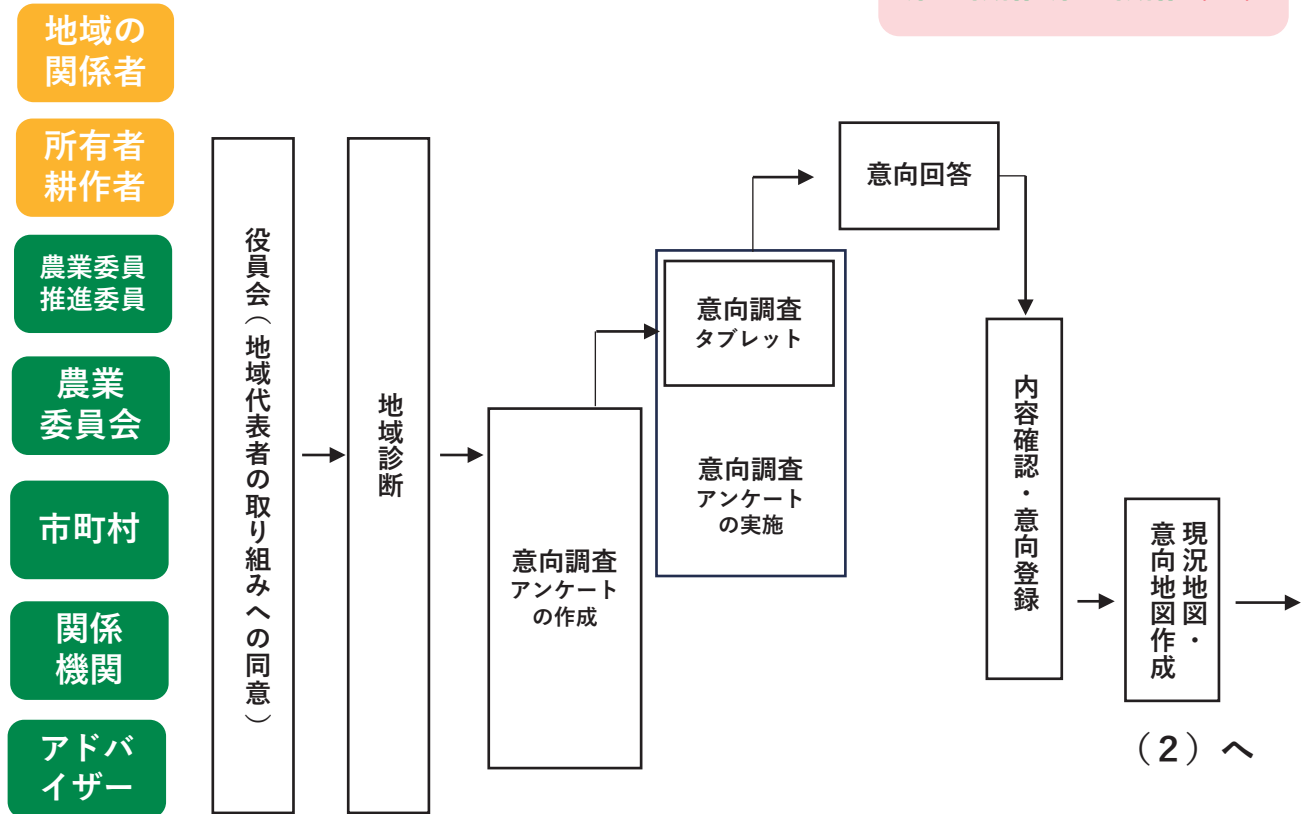 地域の
関係者
所有者
耕作者
農業委員
推進委員
農業
委員会
市町村
関係
機関
アドバ
イザー
役員会（地域代表者の取り組みへの同意）
地域診断
意向調査
アンケート
の作成
意向調査
タブレット
意向調査
アンケート
の実施
意向回答
内容確認・意向登録
現況地図・
意向地図作成
（2）へ